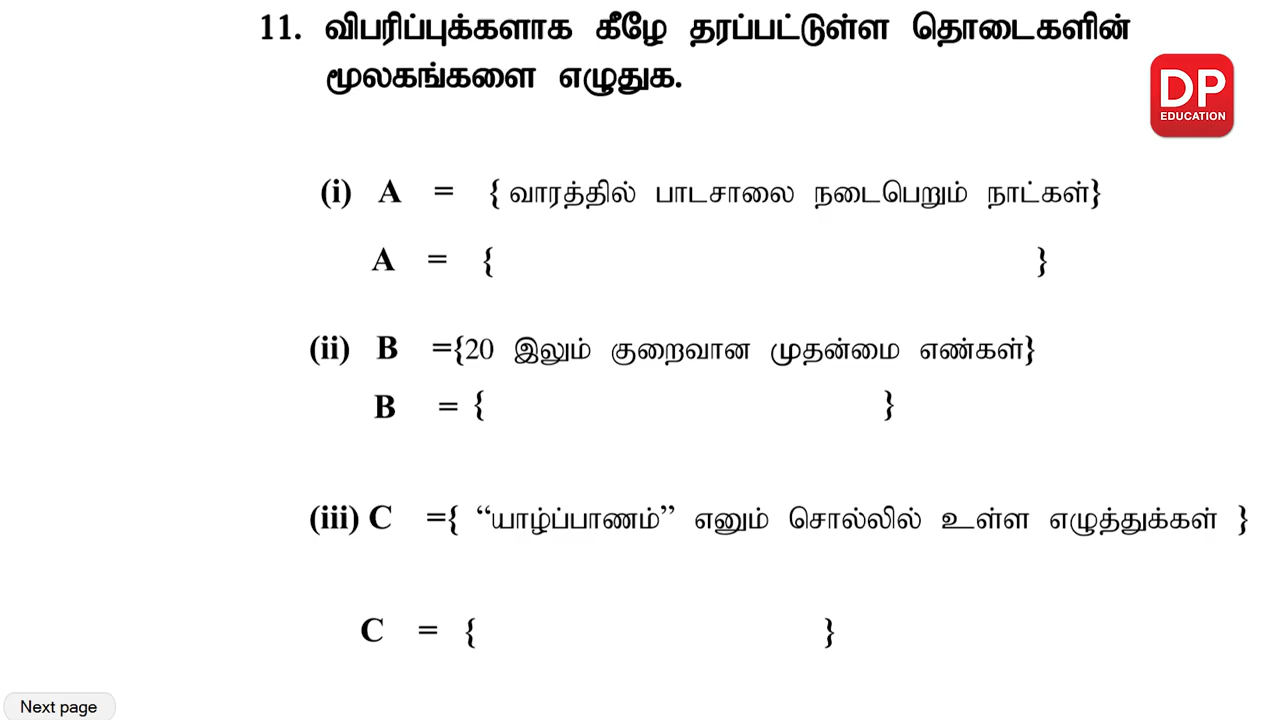 11. விபரிப்புக்களாக கீழே தரப்பட்டுள்ள தொடைகளின்
மூலகங்களை எழுதுக.
DP
EDUCATION
(i) A = { வாரத்தில் பாடசாலை நடைபெறும் நாட்கள்}
A = { }
(ii) B ={20 இலும் குறைவான முதன்மை எண்கள்}
B = { }
(iii) C ={ “யாழ்ப்பாணம்” எனும் சொல்லில் உள்ள எழுத்துக்கள் }
C = { }
Next page